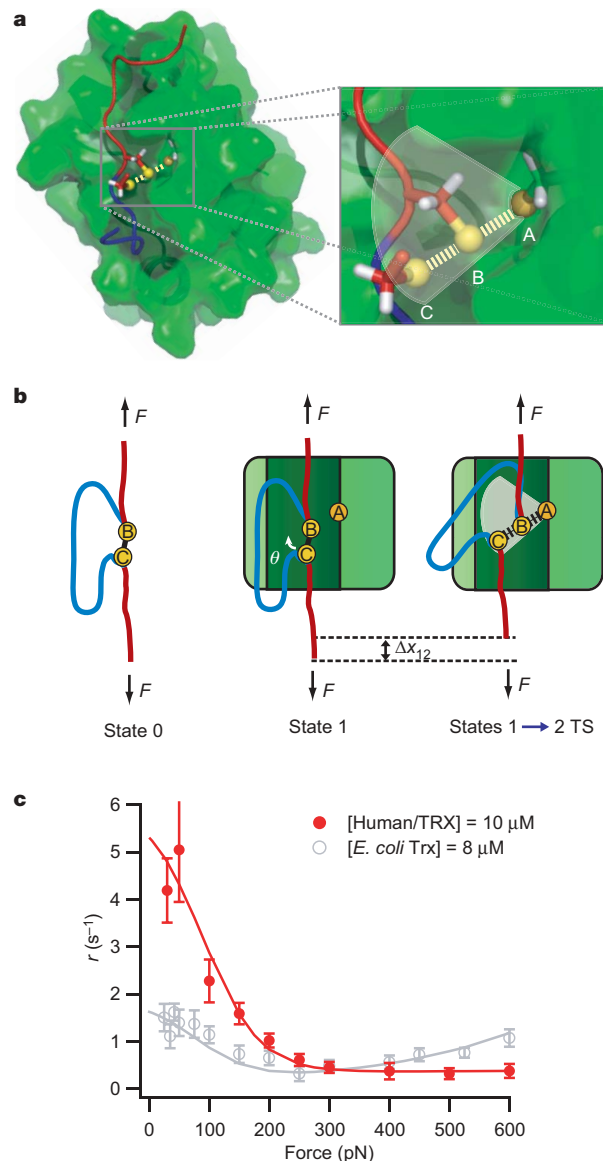 a
A
B
C
b
F
F
F
B
C
B
C
A
θ
C
B
A
Δx12
F
F
F
State 0
State 1
States 1 → 2 TS
c
6
5
4
3
2
1
0
r (s–1)
[Human/TRX] = 10 μM
[E. coli Trx] = 8 μM
0 100 200 300 400 500 600
Force (pN)